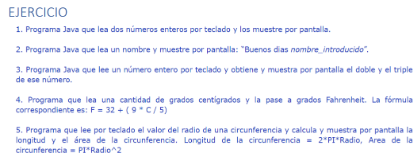 EJERCICIO
1. Programa Java que lea dos números enteros por teclado y los muestre por pantalla.
2. Programa Java que lea un nombre y muestre por pantalla: "Buenos dias nombre_introducido".
3. Programa Java que lee un número entero por teclado y obtiene y muestra por pantalla el doble y el triple
de ese número.
4. Programa que lea una cantidad de grados centígrados y la pase a grados Fahrenheit. La fórmula
correspondiente es: F = 32 + ( 9 * C / 5)
5. Programa que lee por teclado el valor del radio de una circunferencia y calcula y muestra por pantalla la
longitud y el área de la circunferencia. Longitud de la circunferencia = 2*PI*Radio, Area de la
circunferencia = PI*Radio^2